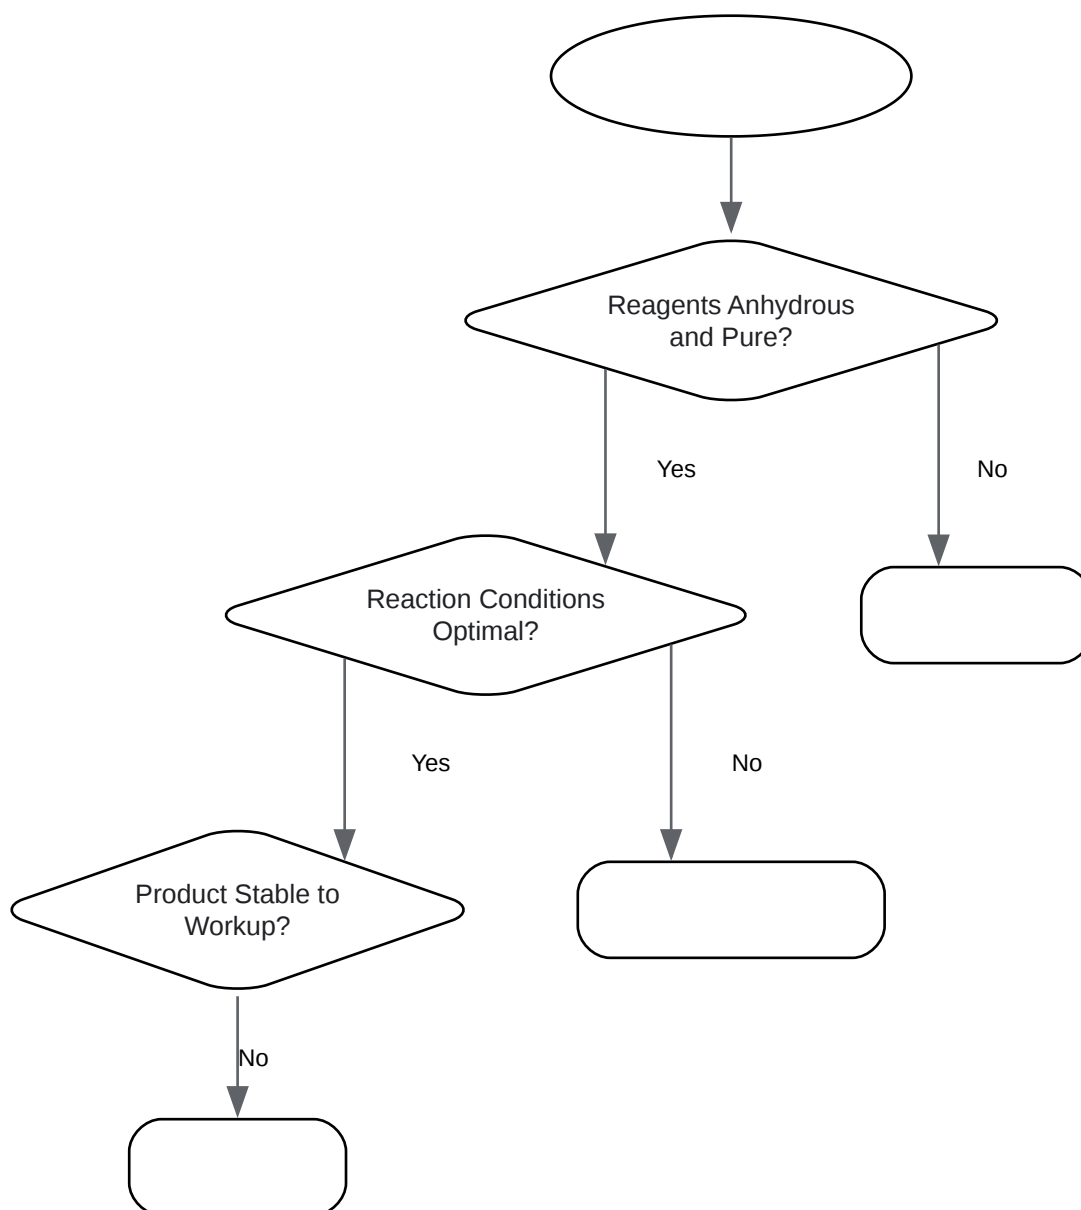 Reagents Anhydrous
and Pure?
Yes
No
Reaction Conditions
Optimal?
Yes
No
Product Stable to
Workup?
No